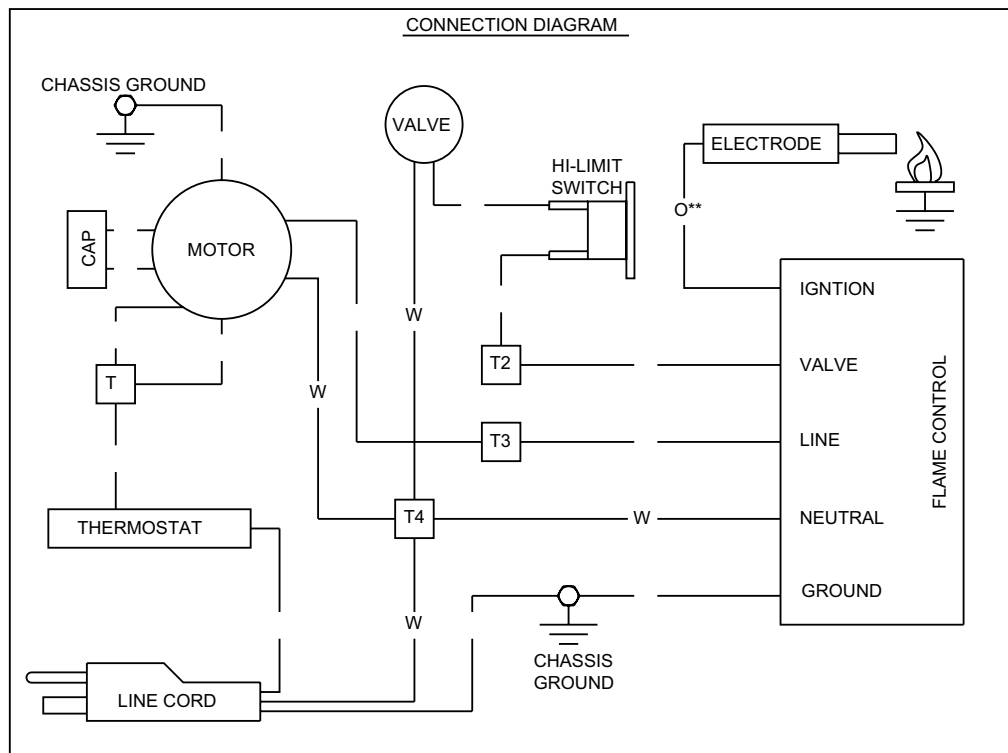 CONNECTION DIAGRAM
CHASSIS GROUND
VALVE
ELECTRODE
HI-LIMIT
SWITCH
O**
CAP
MOTOR
IGNTION
W
T2
VALVE
T
W
T3
LINE
FLAME CONTROL
THERMOSTAT
T4
W
NEUTRAL
GROUND
W
CHASSIS
GROUND
LINE CORD